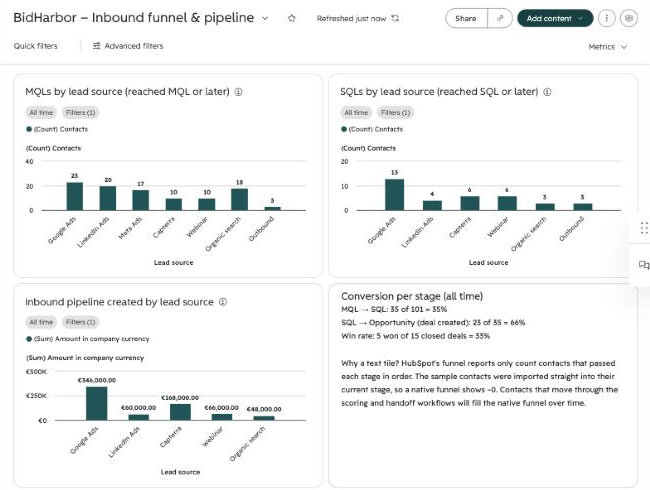 BidHarbor – Inbound funnel & pipeline
Refreshed just now
Share
Add content
Quick filters
Advanced filters
Metrics
MQLs by lead source (reached MQL or later)
All time
Filters (1)
(Count) Contacts
(Count) Contacts
40
20
0
23
20
17
10
10
18
3
Google Ads
LinkedIn Ads
Meta Ads
Capterra
Webinar
Organic search
Outbound
Lead source
SQLs by lead source (reached SQL or later)
All time
Filters (1)
(Count) Contacts
(Count) Contacts
20
10
0
13
4
6
6
3
3
Google Ads
LinkedIn Ads
Capterra
Webinar
Organic search
Outbound
Lead source
Inbound pipeline created by lead source
All time
Filters (1)
(Sum) Amount in company currency
(Sum) Amount in company currency
€500K
€250K
€0
€346,000.00
€60,000.00
€168,000.00
€66,000.00
€48,000.00
Google Ads
LinkedIn Ads
Capterra
Webinar
Organic search
Lead source
Conversion per stage (all time)
MQL → SQL: 35 of 101 = 35%
SQL → Opportunity (deal created): 23 of 35 = 66%
Win rate: 5 won of 15 closed deals = 33%
Why a text tile? HubSpot's funnel reports only count contacts that passed
each stage in order. The sample contacts were imported straight into their
current stage, so a native funnel shows ~0. Contacts that move through the
scoring and handoff workflows will fill the native funnel over time.